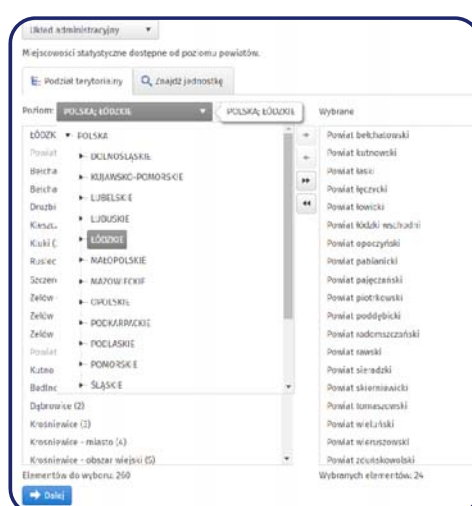 Układ administracyjny
Miejscowości statystyczne dostępne od poziomu powiatów.
Podział terytorialny
Znajdź jednostkę
Poziom:
POLSKA; ŁÓDZKIE
POLSKA; ŁÓDZKIE
Wybrane
ŁÓDZK
POLSKA
Powiat
DOLNOŚLĄSKIE
Bełcha
KUJAWSKO-POMORSKIE
Bełcha
LUBELSKIE
Drużbi
LUBUSKIE
Kleszc
ŁÓDZKIE
Kluki (
MAŁOPOLSKIE
Rusiec
MAZOWIECKIE
Szczerc
OPOLSKIE
Zelów
PODKARPACKIE
Zelów
PODLASKIE
Zelów
POMORSKIE
Powiat
ŚLĄSKIE
Kutno
Bedlno
Dąbrowice (2)
Krośniewice (3)
Krośniewice - miasto (4)
Krośniewice - obszar wiejski (5)
Powiat bełchatowski
Powiat kutnowski
Powiat łaski
Powiat łęczycki
Powiat łowicki
Powiat łódzki wschodni
Powiat opoczyński
Powiat pabianicki
Powiat pajęczański
Powiat piotrkowski
Powiat poddębicki
Powiat radomszczański
Powiat rawski
Powiat sieradzki
Powiat skierniewicki
Powiat tomaszowski
Powiat wieluński
Powiat wieruszowski
Powiat zduńskowolski
Elementów do wyboru: 260
Wybranych elementów: 24
Dalej